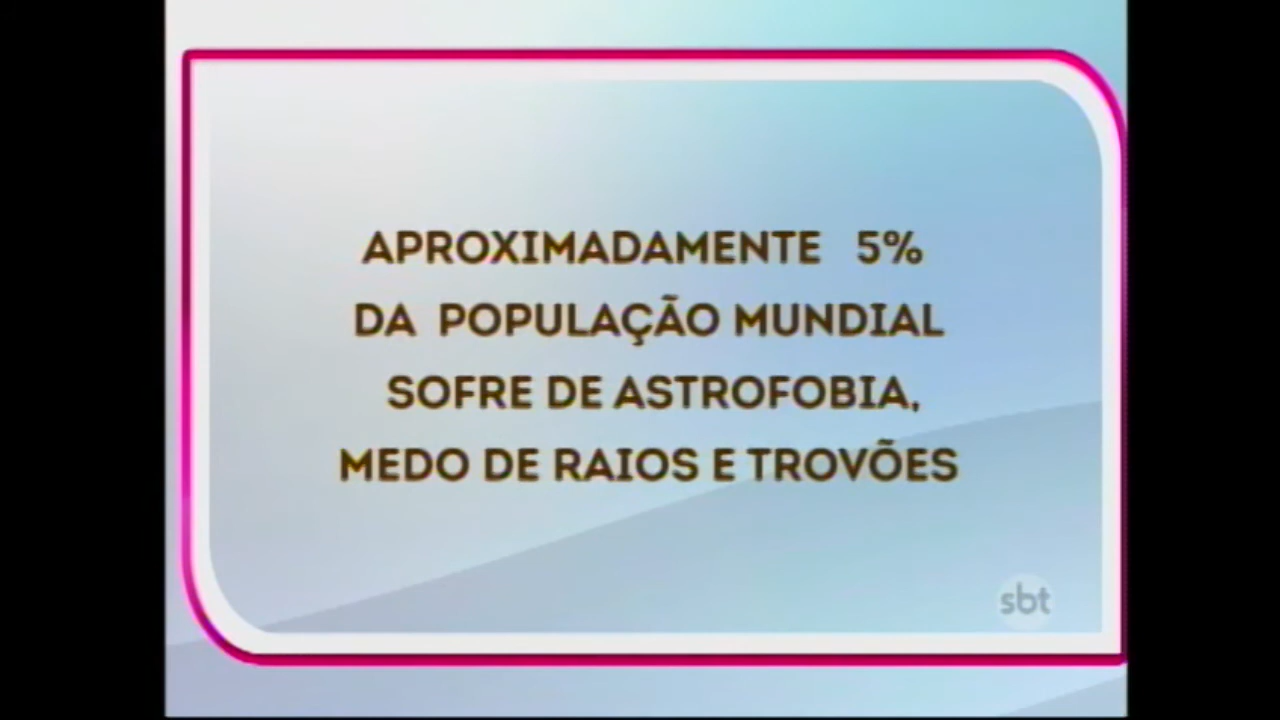 APROXIMADAMENTE 5%
DA POPULAÇÃO MUNDIAL
SOFRE DE ASTROFOBIA,
MEDO DE RAIOS E TROVÕES
sbt